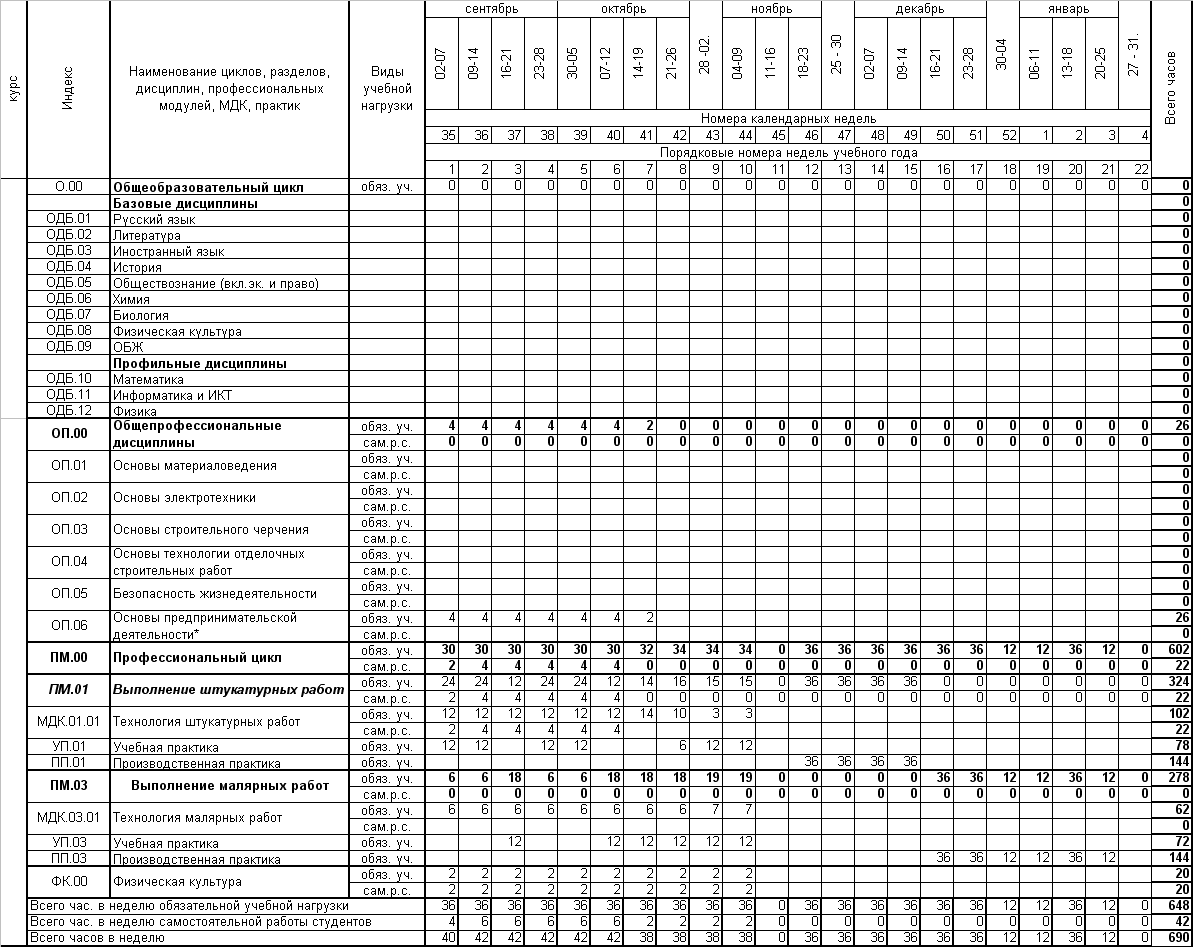 сентябрь октябрь ноябрь декабрь январь
курс Индекс Наименование циклов, разделов, дисциплин, профессиональных модулей, МДК, практик Виды учебной нагрузки 02-07 09-14 16-21 23-28 30-05 07-12 14-19 21-26 28 -02. 04-09 11-16 18-23 25 - 30 02-07 09-14 16-21 23-28 30-04 06-11 13-18 20-25 27 - 31. Всего часов
Номера календарных недель
35 36 37 38 39 40 41 42 43 44 45 46 47 48 49 50 51 52 1 2 3 4
Порядковые номера недель учебного года
1 2 3 4 5 6 7 8 9 10 11 12 13 14 15 16 17 18 19 20 21 22
О.00 Общеобразовательный цикл обяз. уч. 0 0 0 0 0 0 0 0 0 0 0 0 0 0 0 0 0 0 0 0 0 0 0
Базовые дисциплины 0
ОДБ.01 Русский язык 0
ОДБ.02 Литература 0
ОДБ.03 Иностранный язык 0
ОДБ.04 История 0
ОДБ.05 Обществознание (вкл.эк. и право) 0
ОДБ.06 Химия 0
ОДБ.07 Биология 0
ОДБ.08 Физическая культура 0
ОДБ.09 ОБЖ 0
Профильные дисциплины 0
ОДБ.10 Математика 0
ОДБ.11 Информатика и ИКТ 0
ОДБ.12 Физика 0
ОП.00 Общепрофессиональные дисциплины обяз. уч. 4 4 4 4 4 4 2 0 0 0 0 0 0 0 0 0 0 0 0 0 0 0 26
сам.р.с. 0 0 0 0 0 0 0 0 0 0 0 0 0 0 0 0 0 0 0 0 0 0 0
ОП.01 Основы материаловедения обяз. уч. 0
сам.р.с. 0
ОП.02 Основы электротехники обяз. уч. 0
сам.р.с. 0
ОП.03 Основы строительного черчения обяз. уч. 0
сам.р.с. 0
ОП.04 Основы технологии отделочных строительных работ обяз. уч. 0
сам.р.с. 0
ОП.05 Безопасность жизнедеятельности обяз. уч. 0
сам.р.с. 0
ОП.06 Основы предпринимательской деятельности* обяз. уч. 4 4 4 4 4 4 2 26
сам.р.с. 0
ПМ.00 Профессиональный цикл обяз. уч. 30 30 30 30 30 30 32 34 34 34 0 36 36 36 36 36 36 12 12 36 12 0 602
сам.р.с. 2 4 4 4 4 4 0 0 0 0 0 0 0 0 0 0 0 0 0 0 0 0 22
ПМ.01 Выполнение штукатурных работ обяз. уч. 24 24 12 24 24 12 14 16 15 15 0 36 36 36 36 0 0 0 0 0 0 0 324
сам.р.с. 2 4 4 4 4 4 0 0 0 0 0 0 0 0 0 0 0 0 0 0 0 0 22
МДК.01.01 Технология штукатурных работ обяз. уч. 12 12 12 12 12 12 14 10 3 3 102
сам.р.с. 2 4 4 4 4 4 22
УП.01 Учебная практика обяз. уч. 12 12 12 12 6 12 12 78
ПП.01 Производственная практика обяз. уч. 36 36 36 36 144
ПМ.03 Выполнение малярных работ обяз. уч. 6 6 18 6 6 18 18 18 19 19 0 0 0 0 0 36 36 12 12 36 12 0 278
сам.р.с. 0 0 0 0 0 0 0 0 0 0 0 0 0 0 0 0 0 0 0 0 0 0 0
МДК.03.01 Технология малярных работ обяз. уч. 6 6 6 6 6 6 6 6 7 7 62
сам.р.с. 0
УП.03 Учебная практика обяз. уч. 12 12 12 12 12 12 72
ПП.03 Производственная практика обяз. уч. 36 36 12 12 36 12 144
ФК.00 Физическая культура обяз. уч. 2 2 2 2 2 2 2 2 2 2 20
сам.р.с. 2 2 2 2 2 2 2 2 2 2 20
Всего час. в неделю обязательной учебной нагрузки 36 36 36 36 36 36 36 36 36 36 0 36 36 36 36 36 36 12 12 36 12 0 648
Всего час. в неделю самостоятельной работы студентов 4 6 6 6 6 6 2 2 2 2 0 0 0 0 0 0 0 0 0 0 0 0 42
Всего часов в неделю 40 42 42 42 42 42 38 38 38 38 0 36 36 36 36 36 36 12 12 36 12 0 690